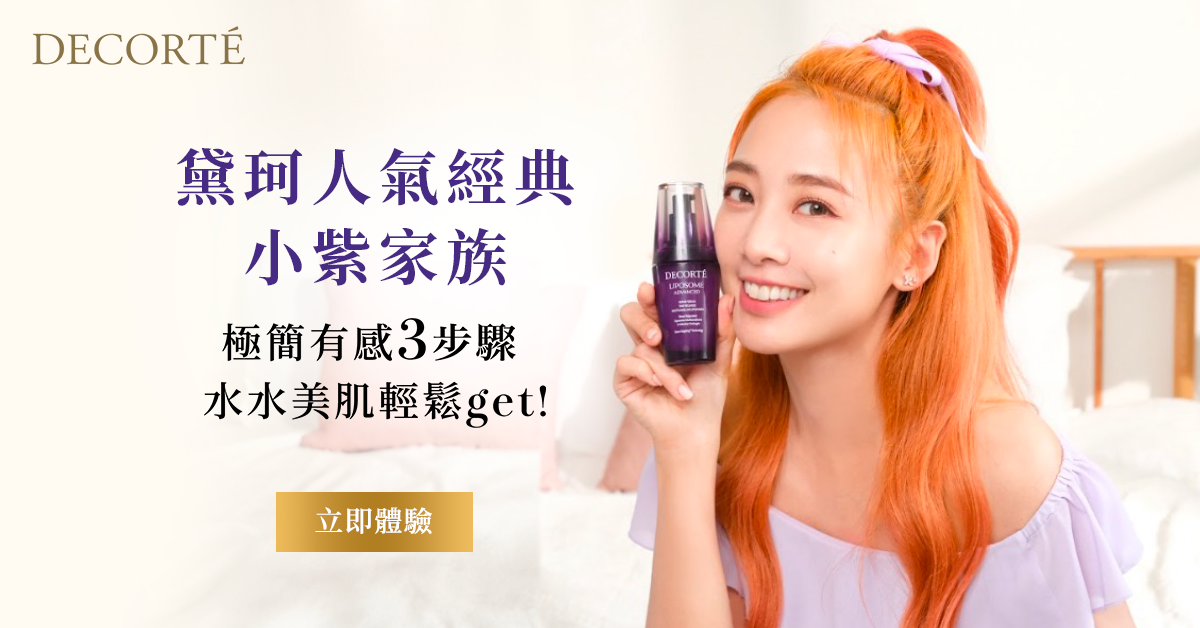 DECORTÉ
黛珂人氣經典
小紫家族
極簡有感3步驟
水水美肌輕鬆get!
立即體驗
DECORTÉ
LIPOSOME
ADVANCED